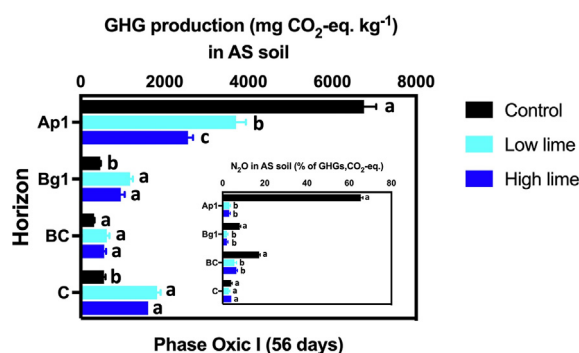 GHG production (mg CO₂-eq. kg⁻¹)
in AS soil
0 2000 4000 6000 8000
Control
Low lime
High lime
Horizon
Ap1
a
b
c
Bg1
b
a
a
BC
a
a
a
C
b
a
a
N₂O in AS soil (% of GHGs,CO₂-eq.)
0 20 40 60 80
Ap1
a
b
b
Bg1
a
b
b
BC
a
b
b
C
a
a
a
Phase Oxic I (56 days)